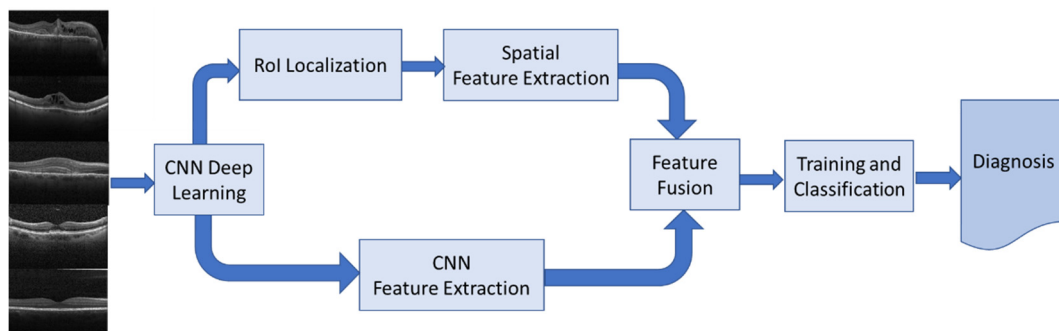 RoI Localization
Spatial
Feature Extraction
CNN Deep
Learning
CNN
Feature Extraction
Feature
Fusion
Training and
Classification
Diagnosis